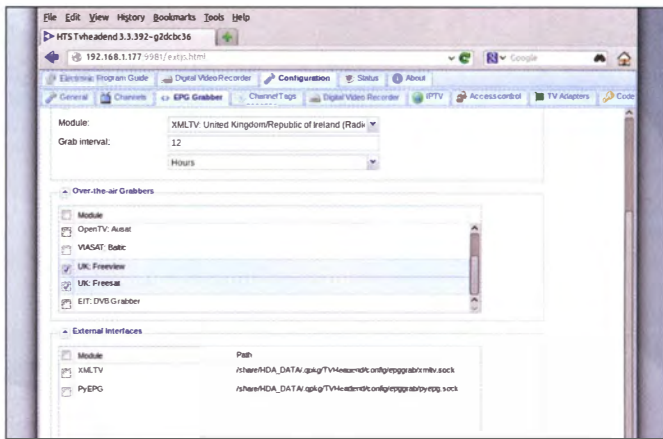 File Edit View History Bookmarks Tools Help
HTS Tvheadend 3.3.392~g2dcbc36
192.168.1.177:9981/extjs.html
Google
Electronic Program Guide Digital Video Recorder Configuration Status About
General Channels EPG Grabber Channel Tags Digital Video Recorder IPTV Access control TV Adapters Code
Module: XMLTV: United Kingdom/Republic of Ireland (Radi
Grab interval: 12
Hours
Over-the-air Grabbers
Module
OpenTV: Ausat
VIASAT: Baltic
UK: Freeview
UK: Freesat
EIT: DVB Grabber
External Interfaces
Module Path
XMLTV /share/HDA_DATA/.qpkg/TVHeadend/config/epggrab/xmltv.sock
PyEPG /share/HDA_DATA/.qpkg/TVHeadend/config/epggrab/pyepg.sock